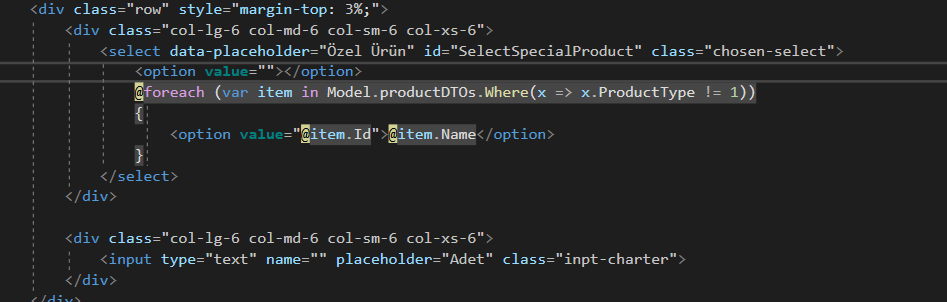 <div class="row" style="margin-top: 3%;">
<div class="col-lg-6 col-md-6 col-sm-6 col-xs-6">
<select data-placeholder="Özel Ürün" id="SelectSpecialProduct" class="chosen-select">
<option value=""></option>
@foreach (var item in Model.productDTOs.Where(x => x.ProductType != 1))
{
<option value="@item.Id">@item.Name</option>
}
</select>
</div>
<div class="col-lg-6 col-md-6 col-sm-6 col-xs-6">
<input type="text" name="" placeholder="Adet" class="inpt-charter">
</div>
</div>